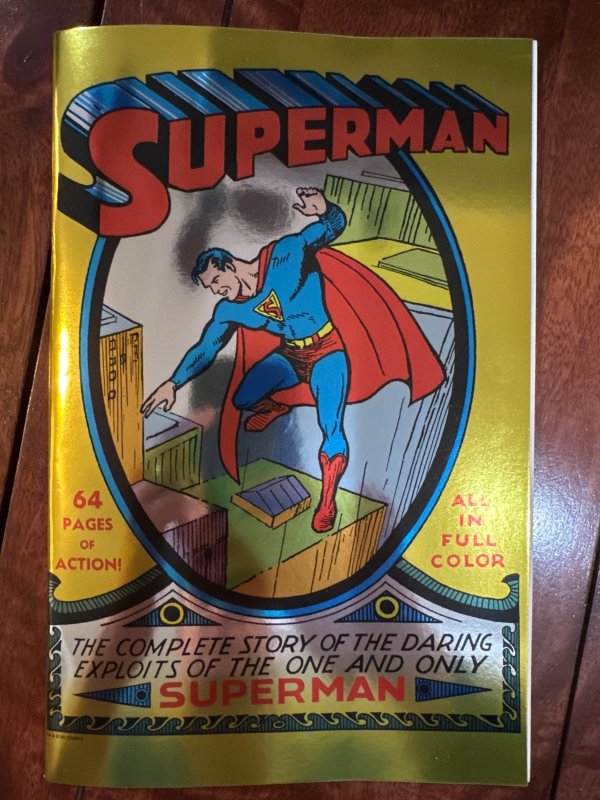 SUPERMAN
S
64
PAGES
OF
ACTION!
ALL
IN
FULL
COLOR
THE COMPLETE STORY OF THE DARING
EXPLOITS OF THE ONE AND ONLY
SUPERMAN